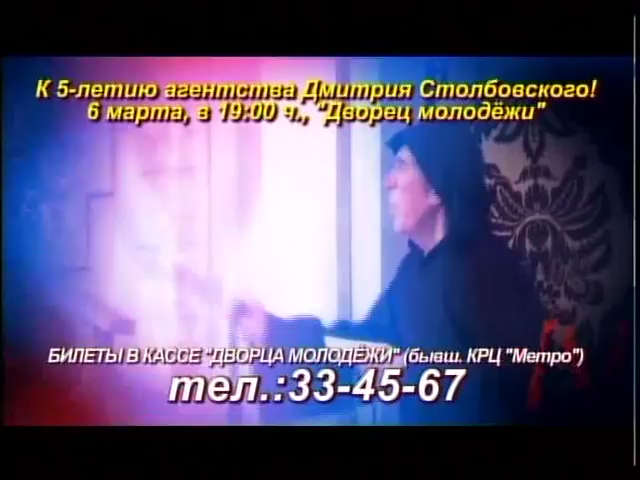 К 5-летию агентства Дмитрия Столбовского!
6 марта, в 19:00 ч., "Дворец молодёжи"
БИЛЕТЫ В КАССЕ "ДВОРЦА МОЛОДЁЖИ" (бывш. КРЦ "Метро")
тел.:33-45-67